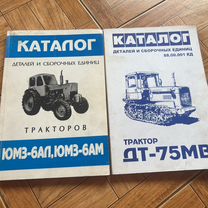 КАТАЛОГ
ДЕТАЛЕЙ И СБОРОЧНЫХ ЕДИНИЦ
ТРАКТОРОВ
ЮМЗ-6АЛ, ЮМЗ-6АМ
КАТАЛОГ
ДЕТАЛЕЙ И СБОРОЧНЫХ ЕДИНИЦ
ТРАКТОР
ДТ-75МВ